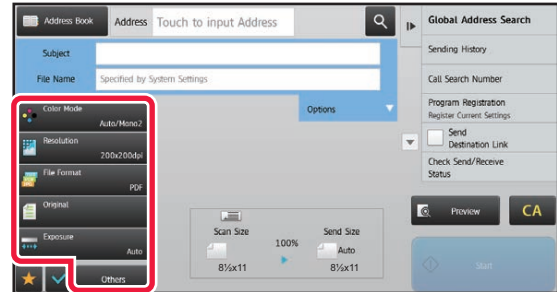 Address Book
Address
Touch to input Address
Subject
File Name
Specified by System Settings
Options
Color Mode
Auto/Mono2
Resolution
200x200dpi
File Format
PDF
Original
Exposure
Auto
Others
Scan Size
100%
Send Size
Auto
8½x11
8½x11
Global Address Search
Sending History
Call Search Number
Program Registration
Register Current Settings
Send
Destination Link
Check Send/Receive
Status
Preview
CA
Start